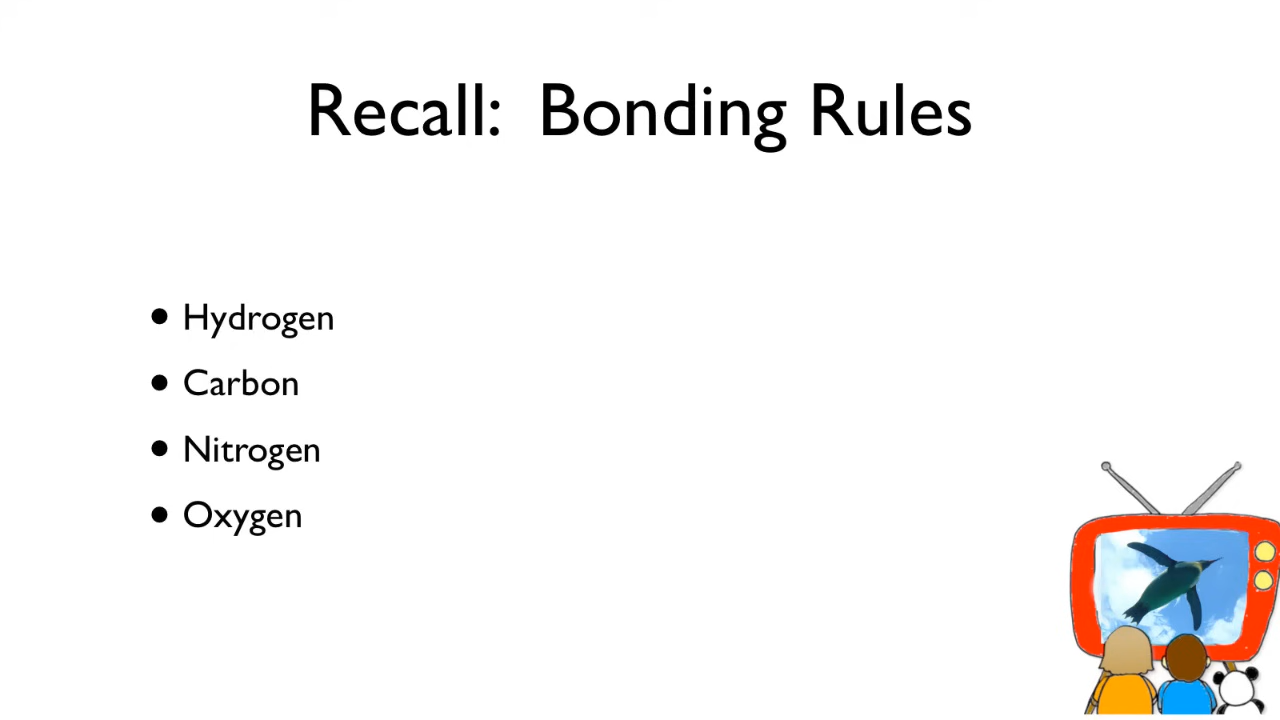 Recall: Bonding Rules
• Hydrogen
• Carbon
• Nitrogen
• Oxygen